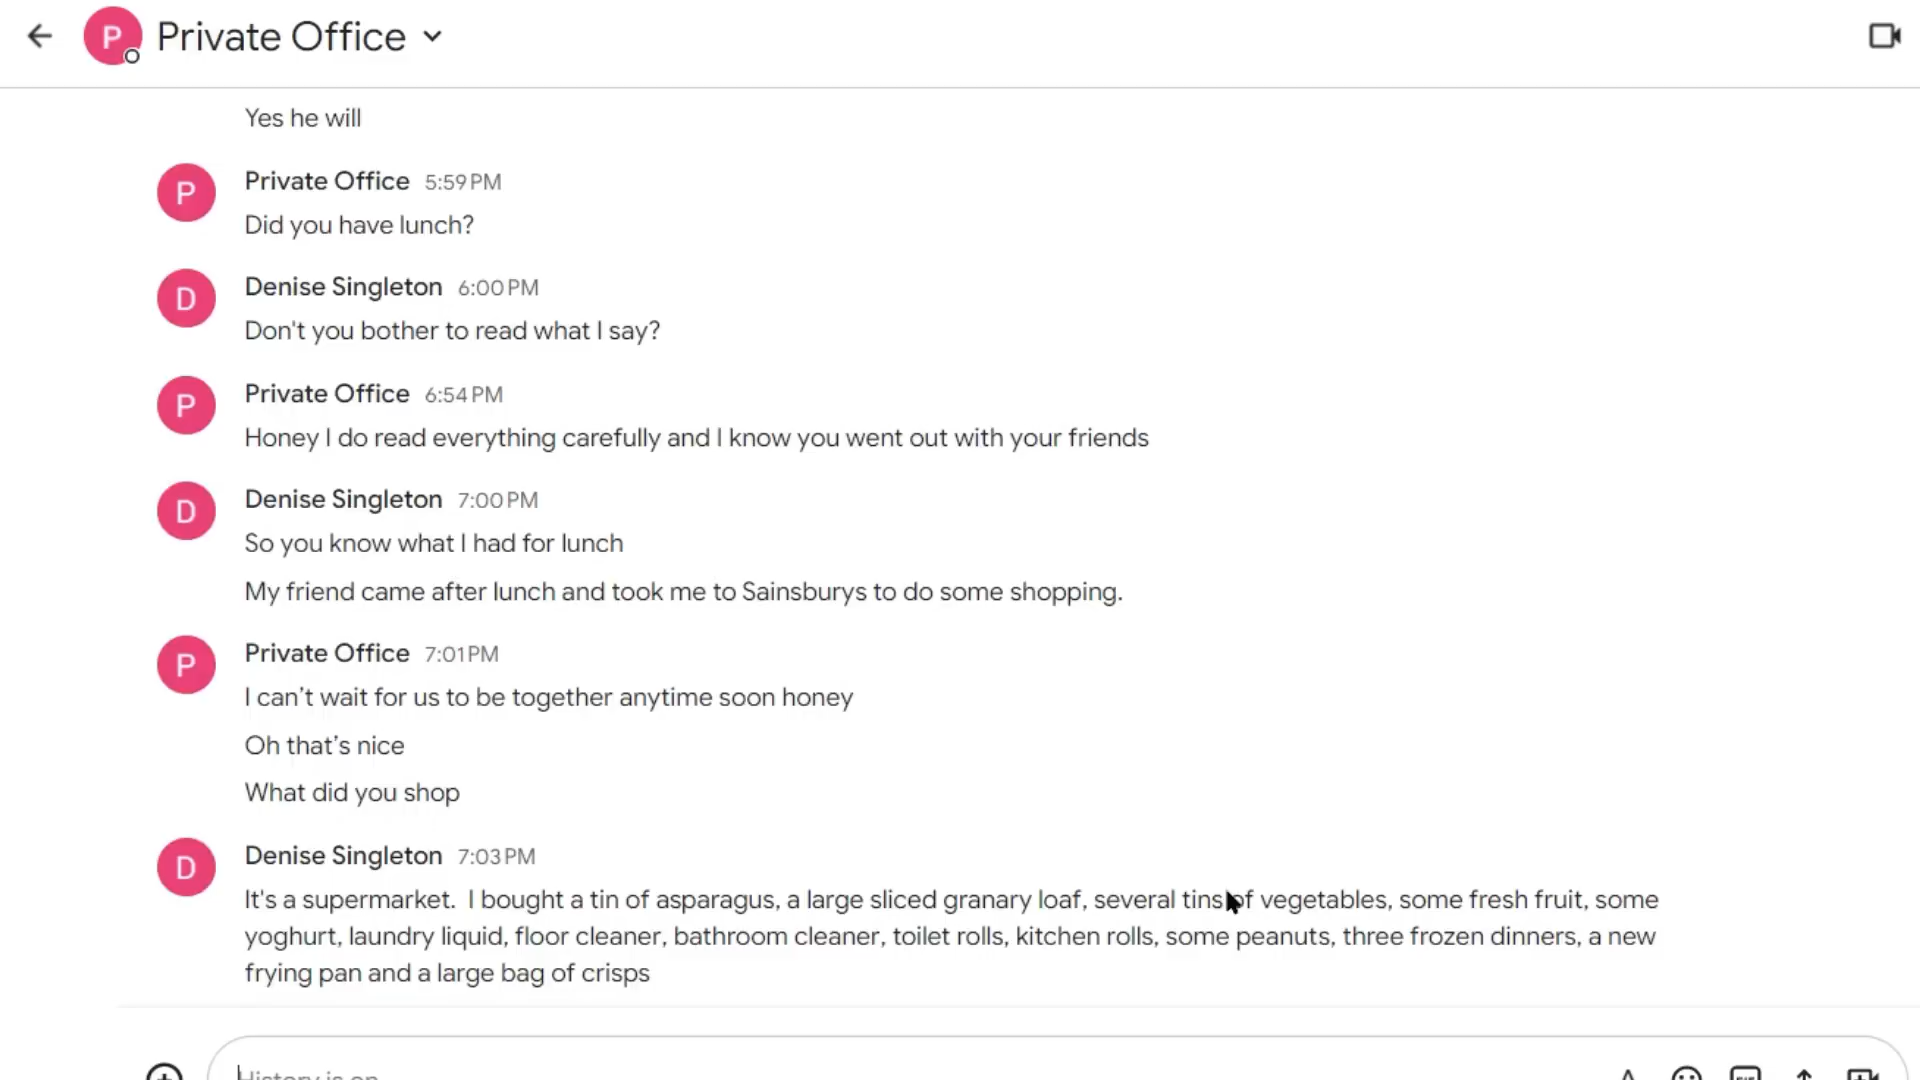 P Private Office
Yes he will
P Private Office 5:59 PM
Did you have lunch?
D Denise Singleton 6:00 PM
Don't you bother to read what I say?
P Private Office 6:54 PM
Honey I do read everything carefully and I know you went out with your friends
D Denise Singleton 7:00 PM
So you know what I had for lunch
My friend came after lunch and took me to Sainsburys to do some shopping.
P Private Office 7:01 PM
I can’t wait for us to be together anytime soon honey
Oh that’s nice
What did you shop
D Denise Singleton 7:03 PM
It's a supermarket.  I bought a tin of asparagus, a large sliced granary loaf, several tins of vegetables, some fresh fruit, some
yoghurt, laundry liquid, floor cleaner, bathroom cleaner, toilet rolls, kitchen rolls, some peanuts, three frozen dinners, a new
frying pan and a large bag of crisps
History is on